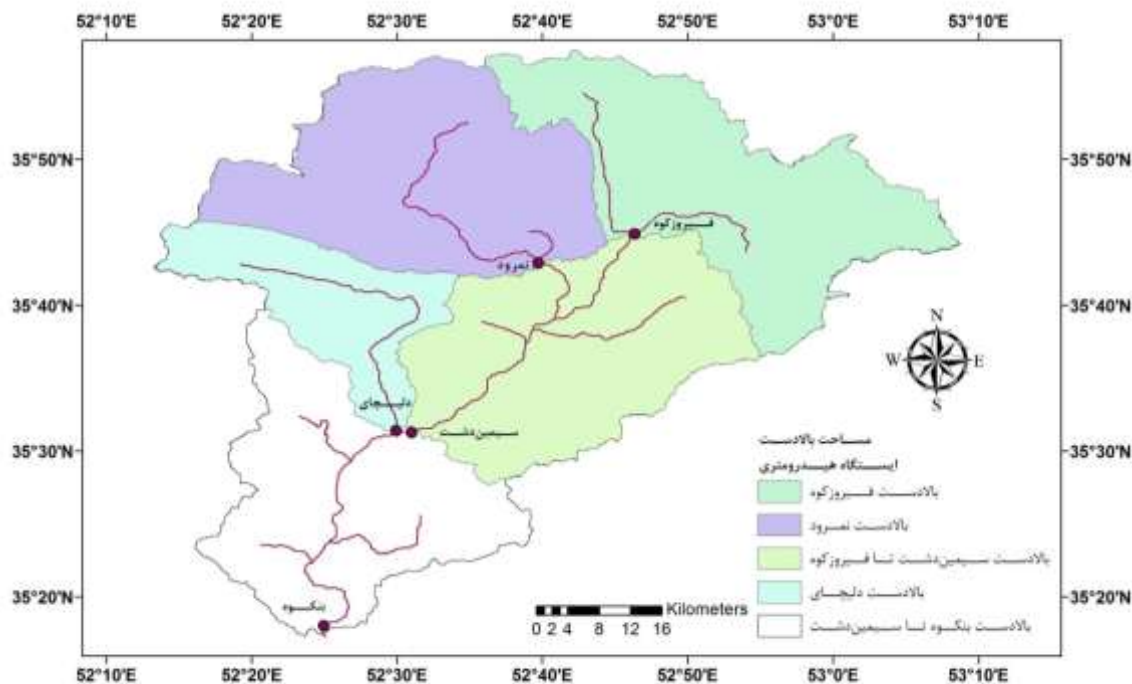 52°10'E 52°20'E 52°30'E 52°40'E 52°50'E 53°0'E 53°10'E
35°50'N 35°50'N
فیروزکوه
نمرود
35°40'N 35°40'N
N
W E
S
دلیچای
سیمین‌دشت
35°30'N 35°30'N
مساحت بالادست
ایستگاه هیدرومتری
بالادست فیروزکوه
بالادست نمرود
بالادست سیمین‌دشت تا فیروزکوه
بالادست دلیچای
بالادست بنکوه تا سیمین‌دشت
35°20'N 35°20'N
بنکوه
Kilometers
0 2 4 8 12 16
52°10'E 52°20'E 52°30'E 52°40'E 52°50'E 53°0'E 53°10'E